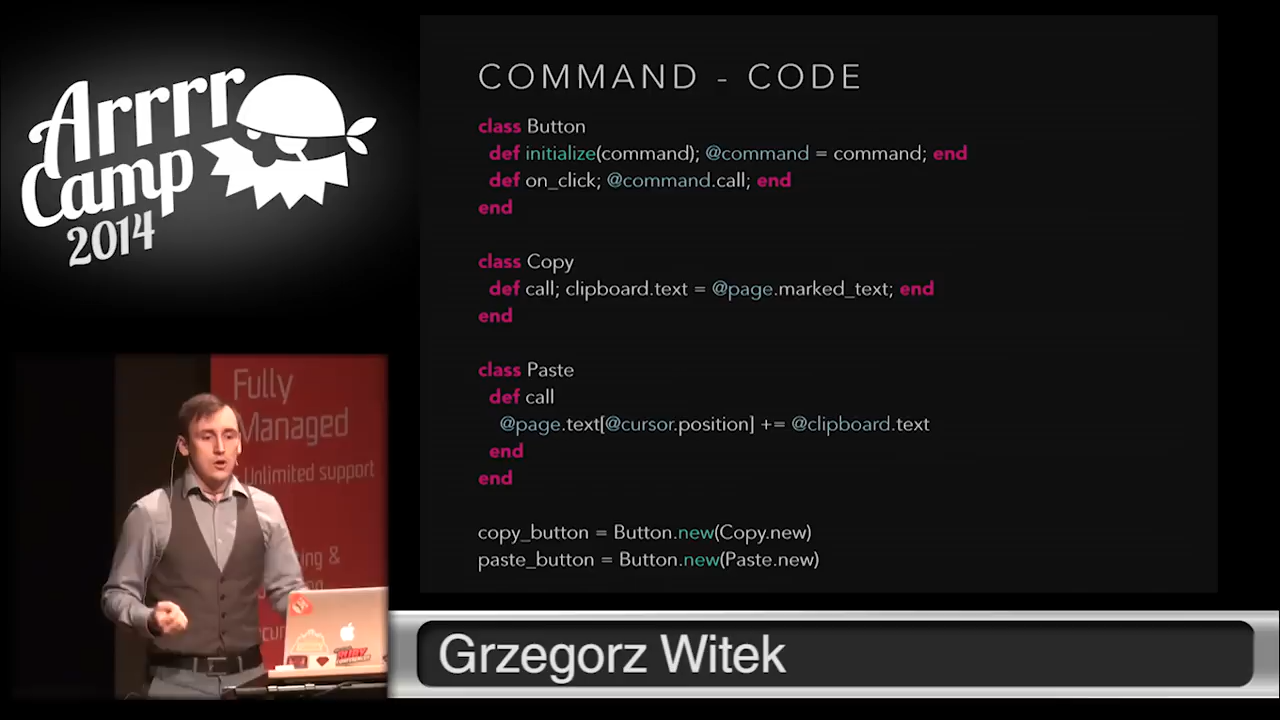 Arrrr
Camp
2014
COMMAND - CODE
class Button
def initialize(command); @command = command; end
def on_click; @command.call; end
end
class Copy
def call; clipboard.text = @page.marked_text; end
end
class Paste
def call
@page.text[@cursor.position] += @clipboard.text
end
end
copy_button = Button.new(Copy.new)
paste_button = Button.new(Paste.new)
Fully
Managed
Unlimited support
&
Grzegorz Witek